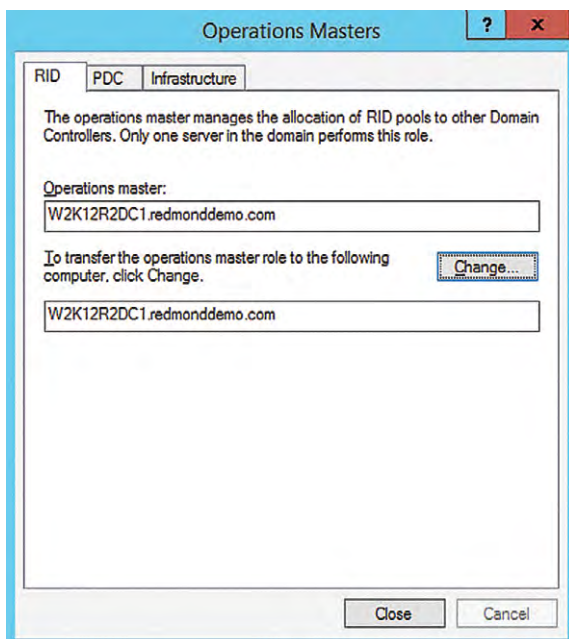 Operations Masters
? x
RID PDC Infrastructure
The operations master manages the allocation of RID pools to other Domain
Controllers. Only one server in the domain performs this role.
Operations master:
W2K12R2DC1.redmonddemo.com
To transfer the operations master role to the following
computer, click Change.
Change...
W2K12R2DC1.redmonddemo.com
Close Cancel